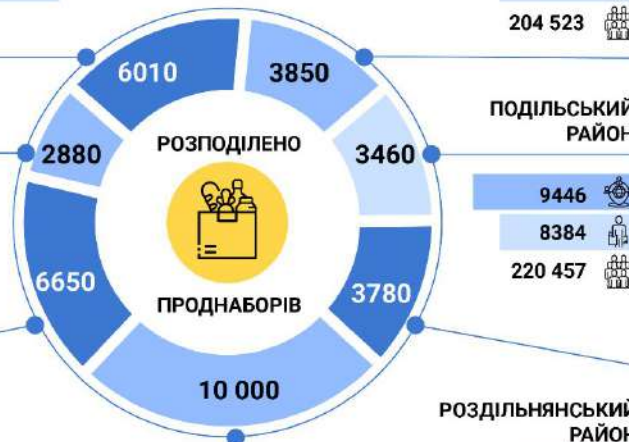 204 523
6010
3850
ПОДІЛЬСЬКИЙ
РАЙОН
2880
РОЗПОДІЛЕНО
3460
9446
8384
6650
220 457
3780
ПРОДНАБОРІВ
10 000
РОЗДІЛЬНЯНСЬКИЙ
РАЙОН